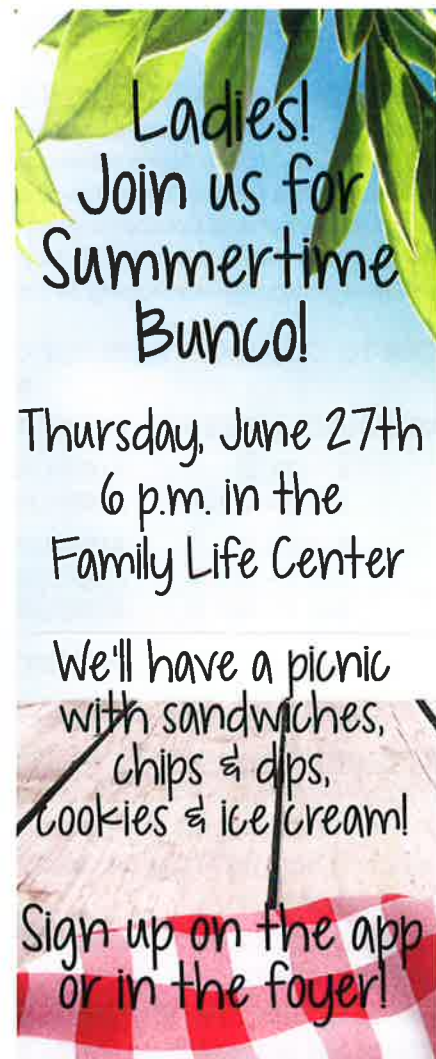 Ladies!
Join us for
Summertime
Bunco!
Thursday, June 27th
6 p.m. in the
Family Life Center
We'll have a picnic
with sandwiches,
chips & dips,
cookies & ice cream!
Sign up on the app
or in the foyer!